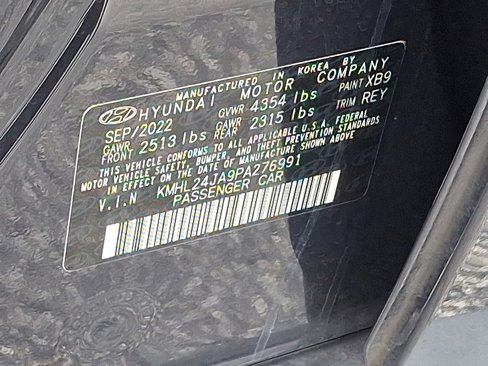 MANUFACTURED IN KOREA BY
HYUNDAI MOTOR COMPANY
SEP/2022 GVWR 4354 lbs PAINT XB9
GAWR FRONT 2513 lbs GAWR REAR 2315 lbs TRIM REY
THIS VEHICLE CONFORMS TO ALL APPLICABLE U.S.A. FEDERAL
MOTOR VEHICLE SAFETY, BUMPER, AND THEFT PREVENTION STANDARDS
IN EFFECT ON THE DATE OF MANUFACTURE SHOWN ABOVE
V.I.N KMHL24JA9PA276991
PASSENGER CAR